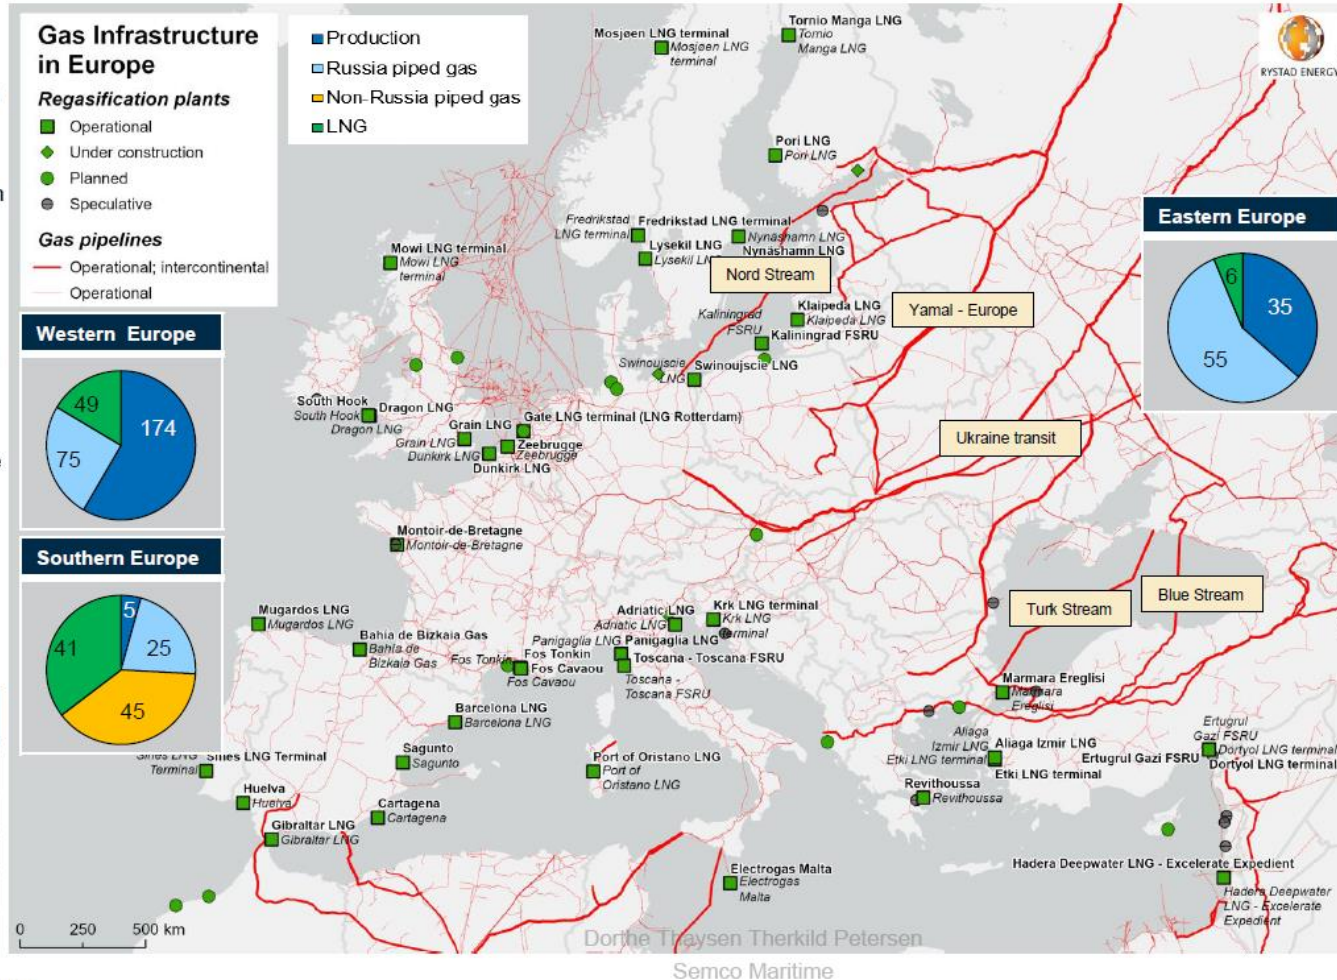 Gas Infrastructure
in Europe
Regasification plants
Operational
Under construction
Planned
Speculative
Gas pipelines
Operational; intercontinental
Operational
Production
Russia piped gas
Non-Russia piped gas
LNG
RYSTAD ENERGY
Mosjøen LNG terminal
Mosjøen LNG
terminal
Tornio Manga LNG
Tornio
Manga LNG
Pori LNG
Pori LNG
Fredrikstad
LNG terminal
Fredrikstad LNG terminal
Nynäshamn LNG
Nynäshamn LNG
Lysekil LNG
Lysekil LNG
Mowi LNG terminal
Mowi LNG
terminal
Nord Stream
Yamal - Europe
Eastern Europe
6
35
55
Klaipeda LNG
Klaipeda LNG
Kaliningrad
FSRU
Kaliningrad FSRU
Swinoujscie
LNG
Swinoujscie LNG
Western Europe
49
174
75
South Hook
South Hook
Dragon LNG
Dragon LNG
Grain LNG
Grain LNG
Gate LNG terminal (LNG Rotterdam)
Zeebrugge
Zeebrugge
Dunkirk LNG
Dunkirk LNG
Ukraine transit
Montoir-de-Bretagne
Montoir-de-Bretagne
Southern Europe
5
41
25
45
Turk Stream
Blue Stream
Mugardos LNG
Mugardos LNG
Bahia de Bizkaia Gas
Bahia de
Bizkaia Gas
Adriatic LNG
Adriatic LNG
Krk LNG terminal
Krk LNG
terminal
Panigaglia LNG
Panigaglia LNG
Fos Tonkin
Fos Tonkin
Fos Cavaou
Fos Cavaou
Toscana - Toscana FSRU
Toscana -
Toscana FSRU
Barcelona LNG
Barcelona LNG
Marmara Ereglisi
Marmara
Ereglisi
Sines LNG Terminal
Sines LNG
Terminal
Sagunto
Sagunto
Port of Oristano LNG
Port of
Oristano LNG
Aliaga
Izmir LNG
Aliaga Izmir LNG
Etki LNG terminal
Etki LNG terminal
Ertugrul
Gazi FSRU
Ertugrul Gazi FSRU
Dortyol LNG terminal
Dortyol LNG terminal
Huelva
Huelva
Cartagena
Cartagena
Revithoussa
Revithoussa
Gibraltar LNG
Gibraltar LNG
Electrogas Malta
Electrogas
Malta
Hadera Deepwater LNG - Excelerate Expedient
Hadera Deepwater
LNG - Excelerate
Expedient
0 250 500 km
Dorthe Thaysen Therkild Petersen
Semco Maritime